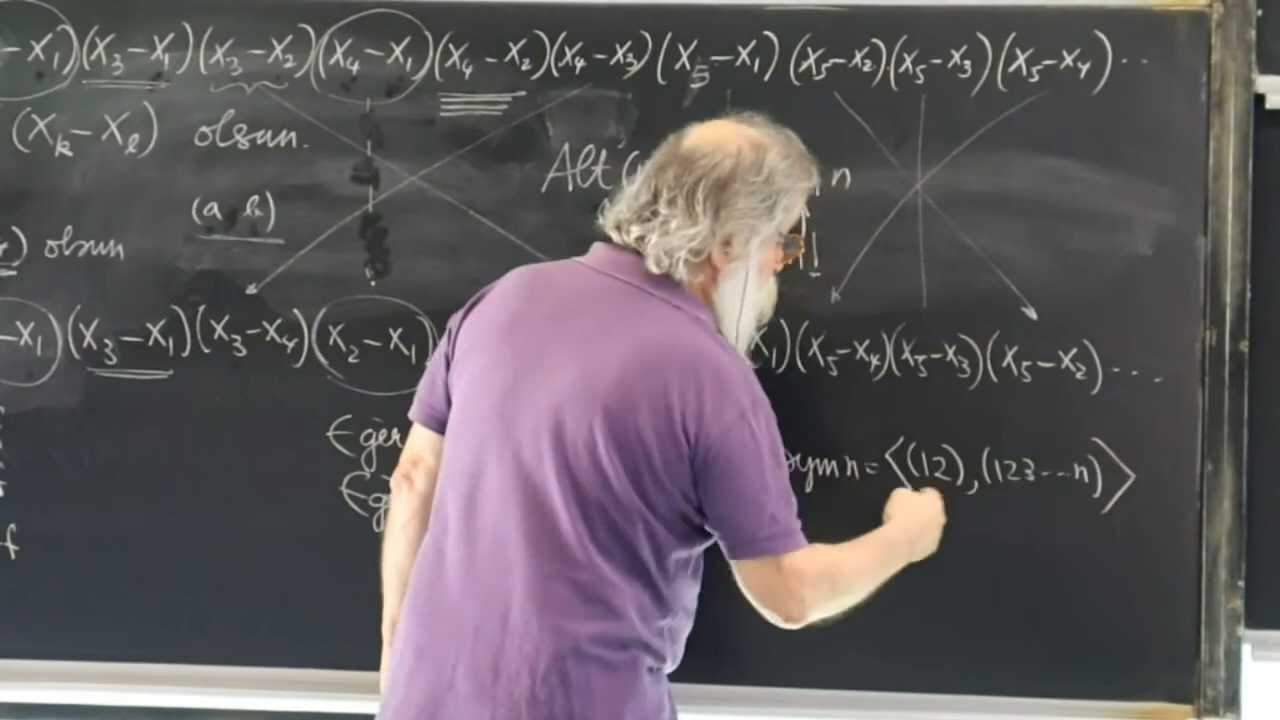 -X₁)(X₃-X₁)(X₃-X₂)(X₄-X₁)(X₄-X₂)(X₄-X₃)(X₅-X₁)(X₅-X₂)(X₅-X₃)(X₅-X₄)...
(Xₖ-Xₗ) olsun.
Alt( n
(a b)
) olsun !
-X₁)(X₃-X₁)(X₃-X₄)(X₂-X₁) X₁)(X₅-X₄)(X₅-X₃)(X₅-X₂)....
Eğer
Sym n = ⟨(12), (123...n)⟩
Eğ
f